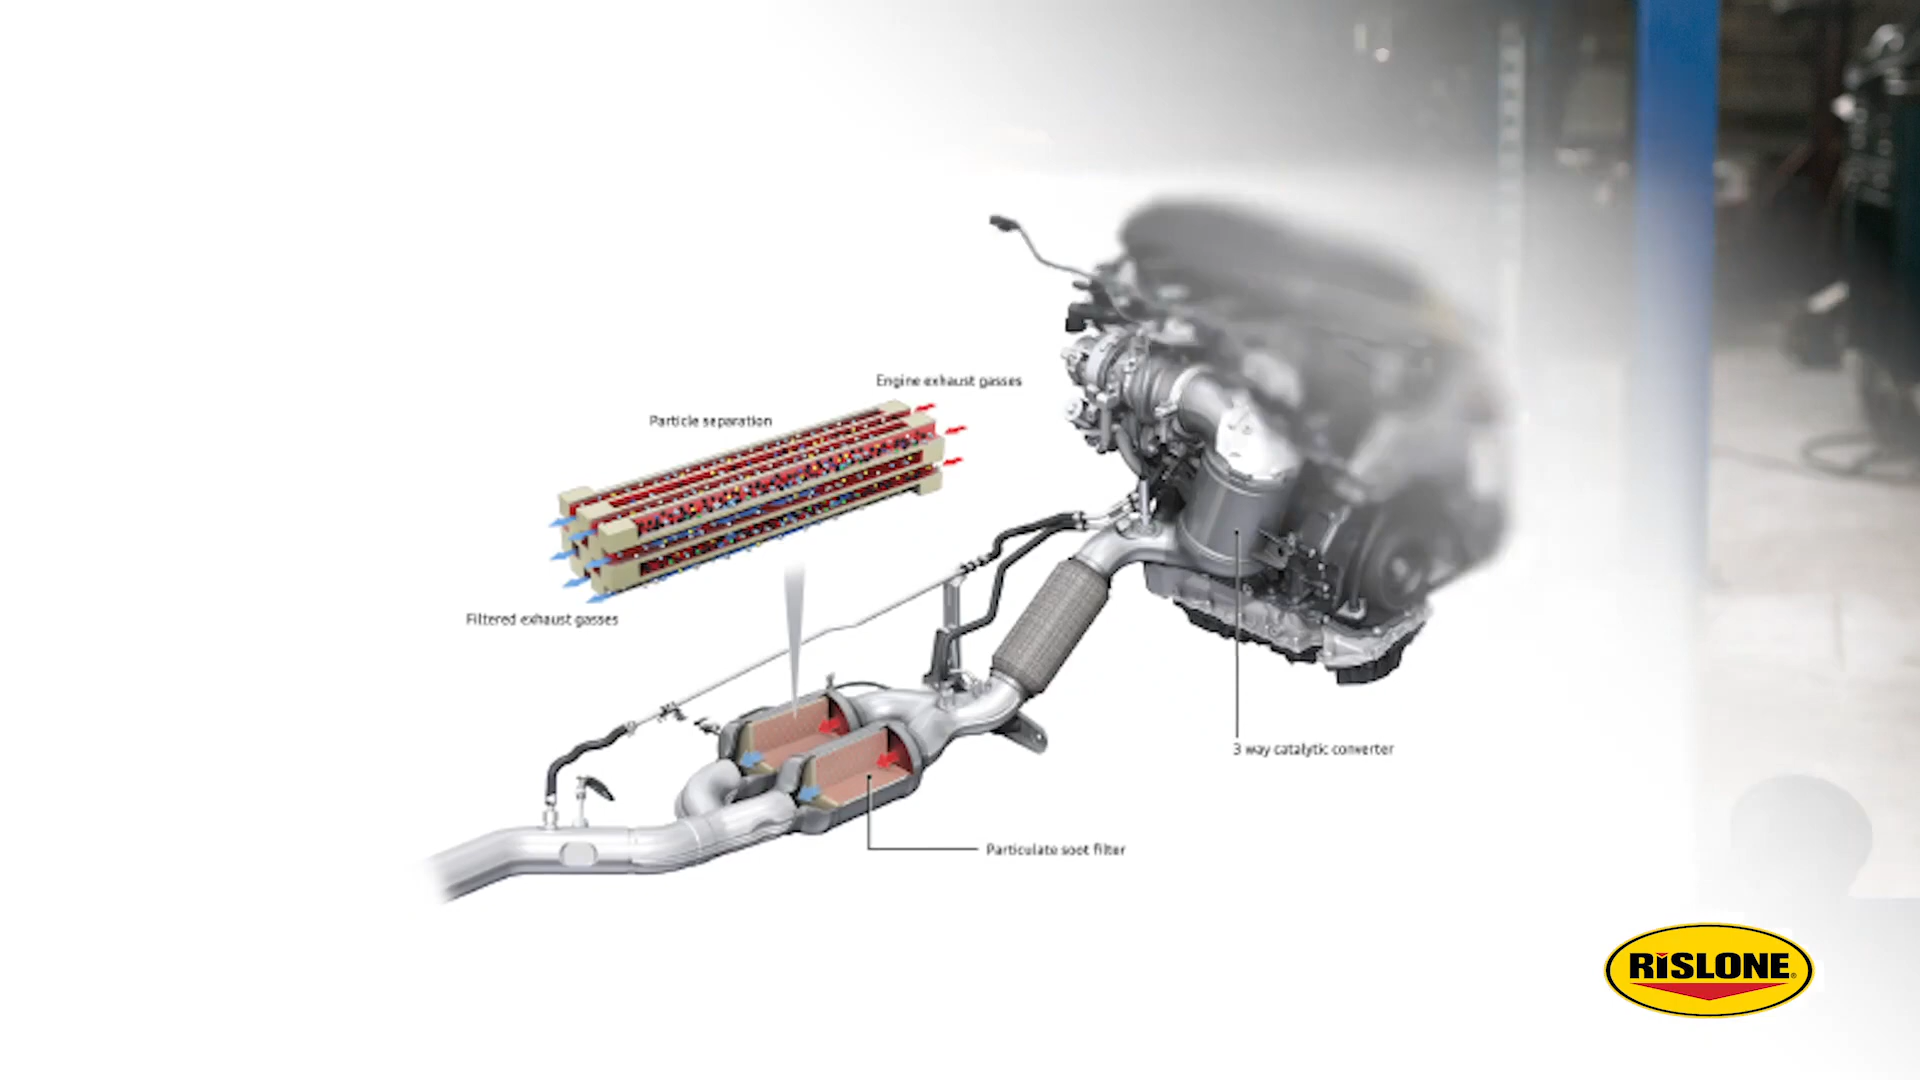 Engine exhaust gasses
Particle separation
Filtered exhaust gasses
3 way catalytic converter
Particulate soot filter
RiSLONE®